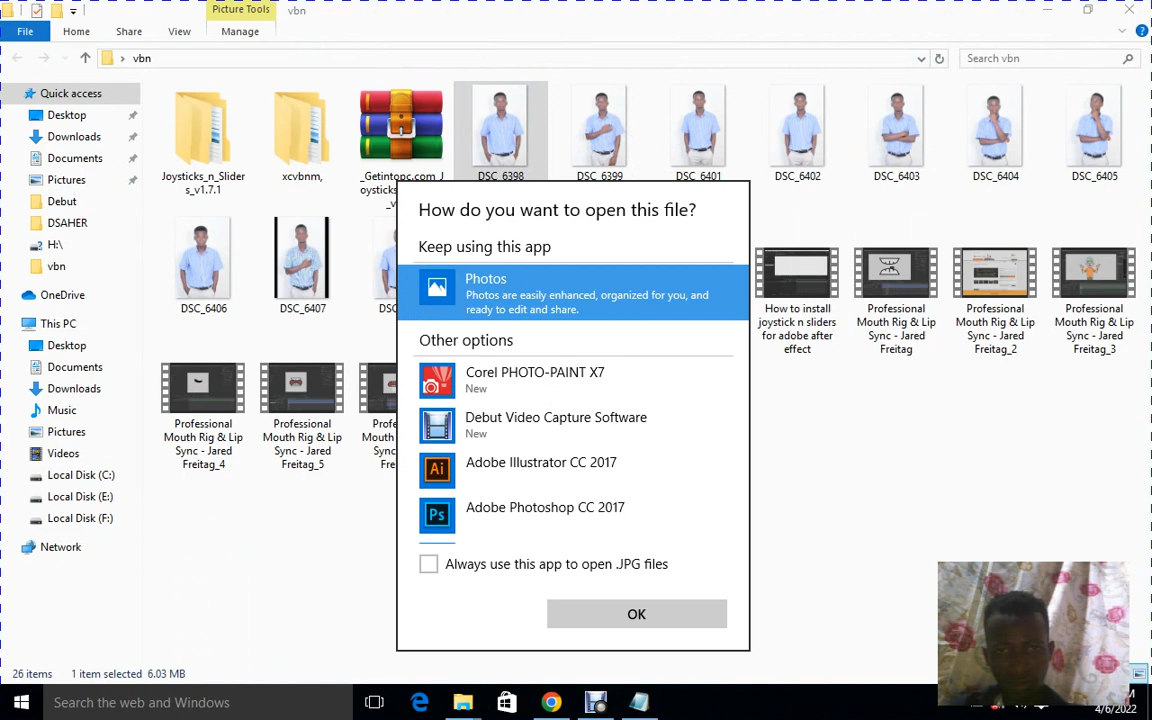 Picture Tools
vbn
File
Home
Share
View
Manage
vbn
Search vbn
Quick access
Desktop
Downloads
Documents
Pictures
Debut
DSAHER
H:\
vbn
OneDrive
This PC
Desktop
Documents
Downloads
Music
Pictures
Videos
Local Disk (C:)
Local Disk (E:)
Local Disk (F:)
Network
Joysticks_n_Slider
s_v1.7.1
xcvbnm,
_Getintopc.com_J
oysticks_
DSC_6398
DSC_6399
DSC_6401
DSC_6402
DSC_6403
DSC_6404
DSC_6405
DSC_6406
DSC_6407
How to install
joystick n sliders
for adobe after
effect
Professional
Mouth Rig & Lip
Sync - Jared
Freitag
Professional
Mouth Rig & Lip
Sync - Jared
Freitag_2
Professional
Mouth Rig & Lip
Sync - Jared
Freitag_3
Professional
Mouth Rig & Lip
Sync - Jared
Freitag_4
Professional
Mouth Rig & Lip
Sync - Jared
Freitag_5
How do you want to open this file?
Keep using this app
Photos
Photos are easily enhanced, organized for you, and
ready to edit and share.
Other options
Corel PHOTO-PAINT X7
New
Debut Video Capture Software
New
Ai
Adobe Illustrator CC 2017
Ps
Adobe Photoshop CC 2017
Always use this app to open .JPG files
OK
26 items
1 item selected 6.03 MB
Search the web and Windows
4/6/2022